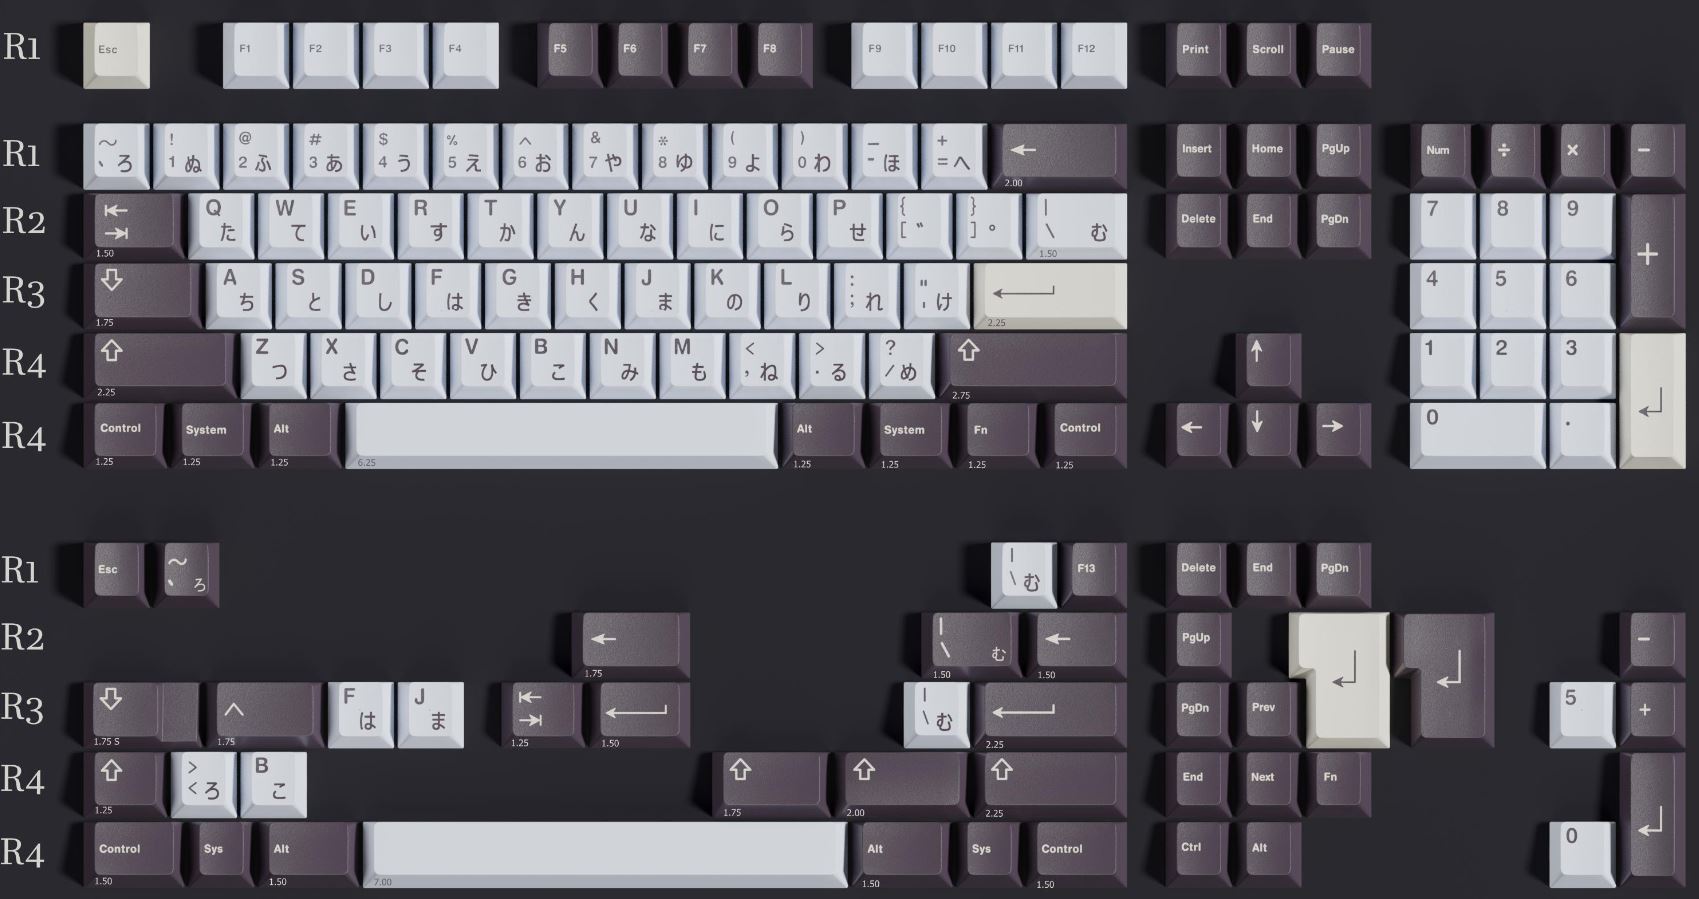 R1 Esc F1 F2 F3 F4 F5 F6 F7 F8 F9 F10 F11 F12 Print Scroll Pause
R1 ~ ` ろ ! 1 ぬ @ 2 ふ # 3 あ $ 4 う % 5 え ^ 6 お & 7 や * 8 ゆ ( 9 よ ) 0 わ _ - ほ + = へ ← 2.00 Insert Home PgUp Num ÷ × −
R2 ⇤ ⇥ 1.50 Q た W て E い R す T か Y ん U な I に O ら P せ { [ ゛ } ] ゜ | \ む 1.50 Delete End PgDn 7 8 9 +
R3 ⇩ 1.75 A ち S と D し F は G き H く J ま K の L り : ; れ " ' け ⟵ 2.25 4 5 6
R4 ⇧ 2.25 Z つ X さ C そ V ひ B こ N み M も < , ね > . る ? / め ⇧ 2.75 ↑ 1 2 3 ↵
R4 Control 1.25 System 1.25 Alt 1.25 6.25 Alt 1.25 System 1.25 Fn 1.25 Control 1.25 ← ↓ → 0 .
R1 Esc ~ ` ろ | \ む F13 Delete End PgDn
R2 ← 1.75 | \ む 1.50 ← 1.50 PgUp ↵ ↵ −
R3 ⇩ 1.75 S ^ 1.75 F は J ま ⇤ ⇥ 1.25 ⟵ 1.50 | \ む ⟵ 2.25 PgDn Prev 5 +
R4 ⇧ 1.25 > < ろ B こ ⇧ 1.75 ⇧ 2.00 ⇧ 2.25 End Next Fn ↵
R4 Control 1.50 Sys Alt 1.50 7.00 Alt 1.50 Sys Control 1.50 Ctrl Alt 0